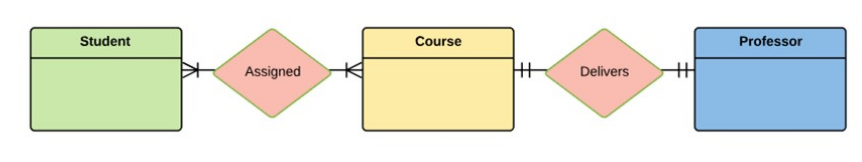 Student
Assigned
Course
Delivers
Professor